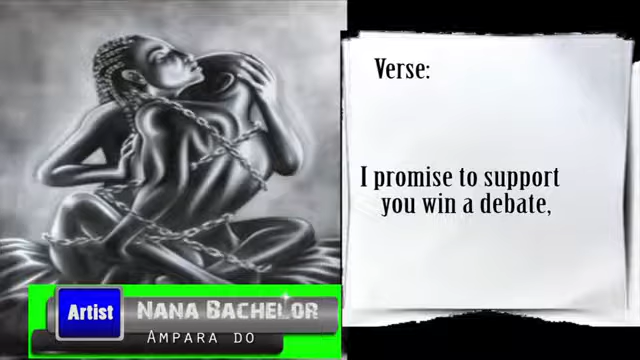 Artist
NANA BACHELOR
AMPARA DO
Verse:
I promise to support
you win a debate,